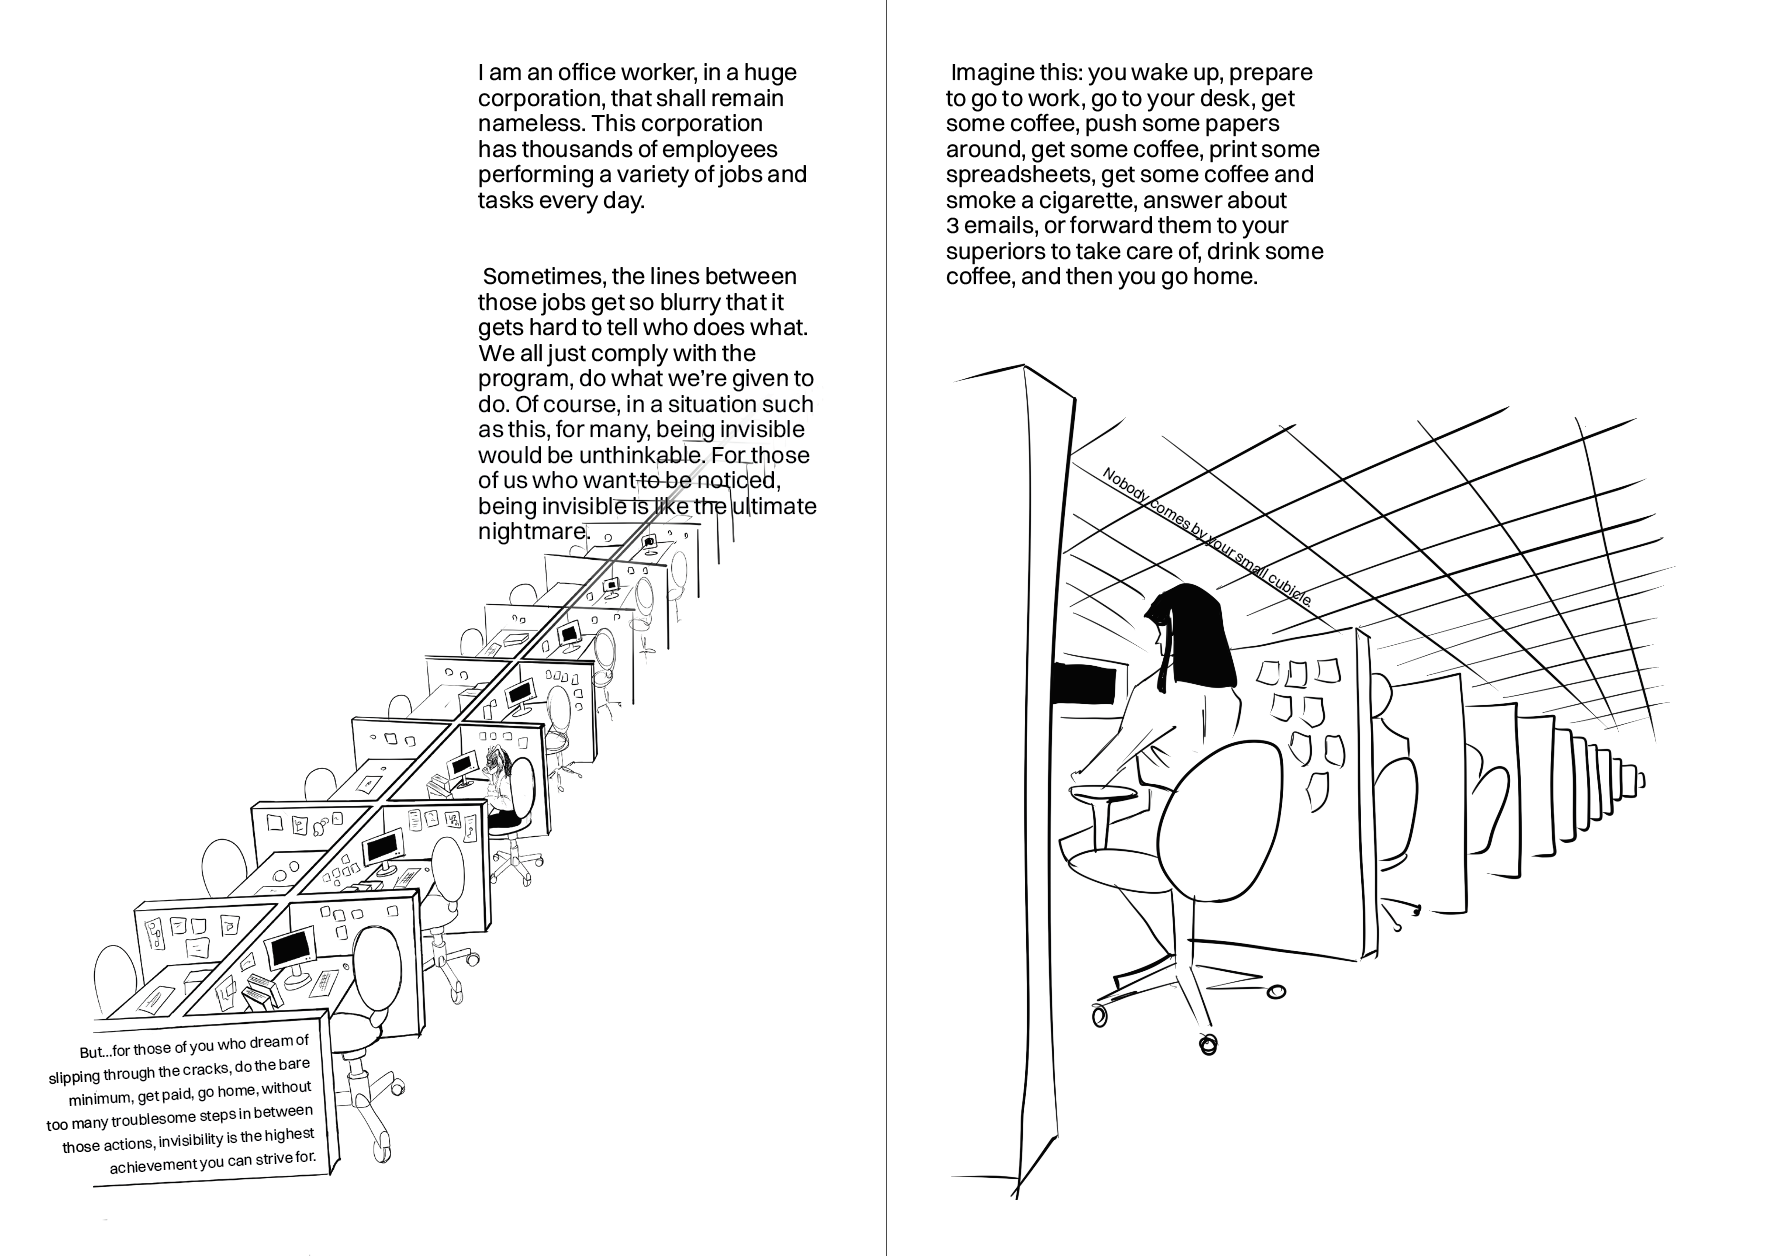 I am an office worker, in a huge
corporation, that shall remain
nameless. This corporation
has thousands of employees
performing a variety of jobs and
tasks every day.
Sometimes, the lines between
those jobs get so blurry that it
gets hard to tell who does what.
We all just comply with the
program, do what we’re given to
do. Of course, in a situation such
as this, for many, being invisible
would be unthinkable. For those
of us who want to be noticed,
being invisible is like the ultimate
nightmare.
But...for those of you who dream of
slipping through the cracks, do the bare
minimum, get paid, go home, without
too many troublesome steps in between
those actions, invisibility is the highest
achievement you can strive for.
Imagine this: you wake up, prepare
to go to work, go to your desk, get
some coffee, push some papers
around, get some coffee, print some
spreadsheets, get some coffee and
smoke a cigarette, answer about
3 emails, or forward them to your
superiors to take care of, drink some
coffee, and then you go home.
Nobody comes by your small cubicle.